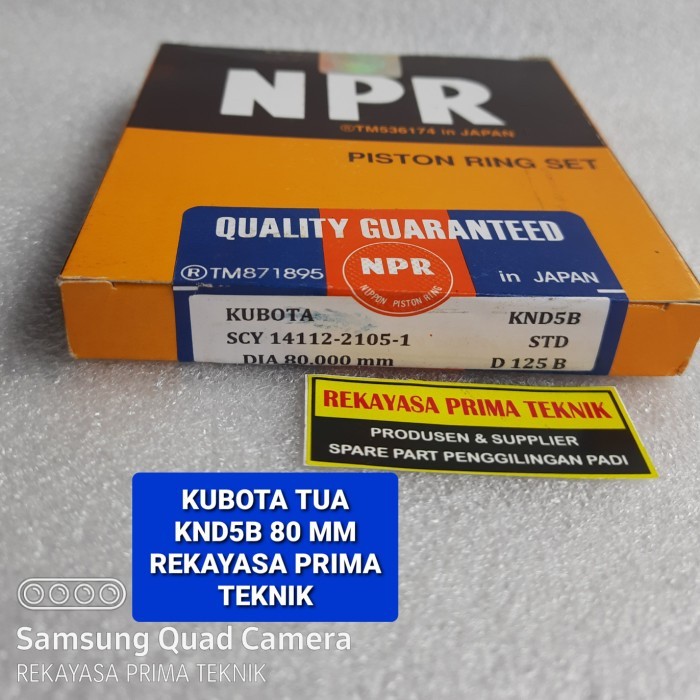 NPR
®TM536174 in JAPAN
PISTON RING SET
QUALITY GUARANTEED
®TM871895 NPR in JAPAN
NIPPON PISTON RING
KUBOTA KND5B
SCY 14112-2105-1 STD
DIA 80.000 mm D 125 B
REKAYASA PRIMA TEKNIK
PRODUSEN & SUPPLIER
SPARE PART PENGGILINGAN PADI
KUBOTA TUA
KND5B 80 MM
REKAYASA PRIMA
TEKNIK
Samsung Quad Camera
REKAYASA PRIMA TEKNIK